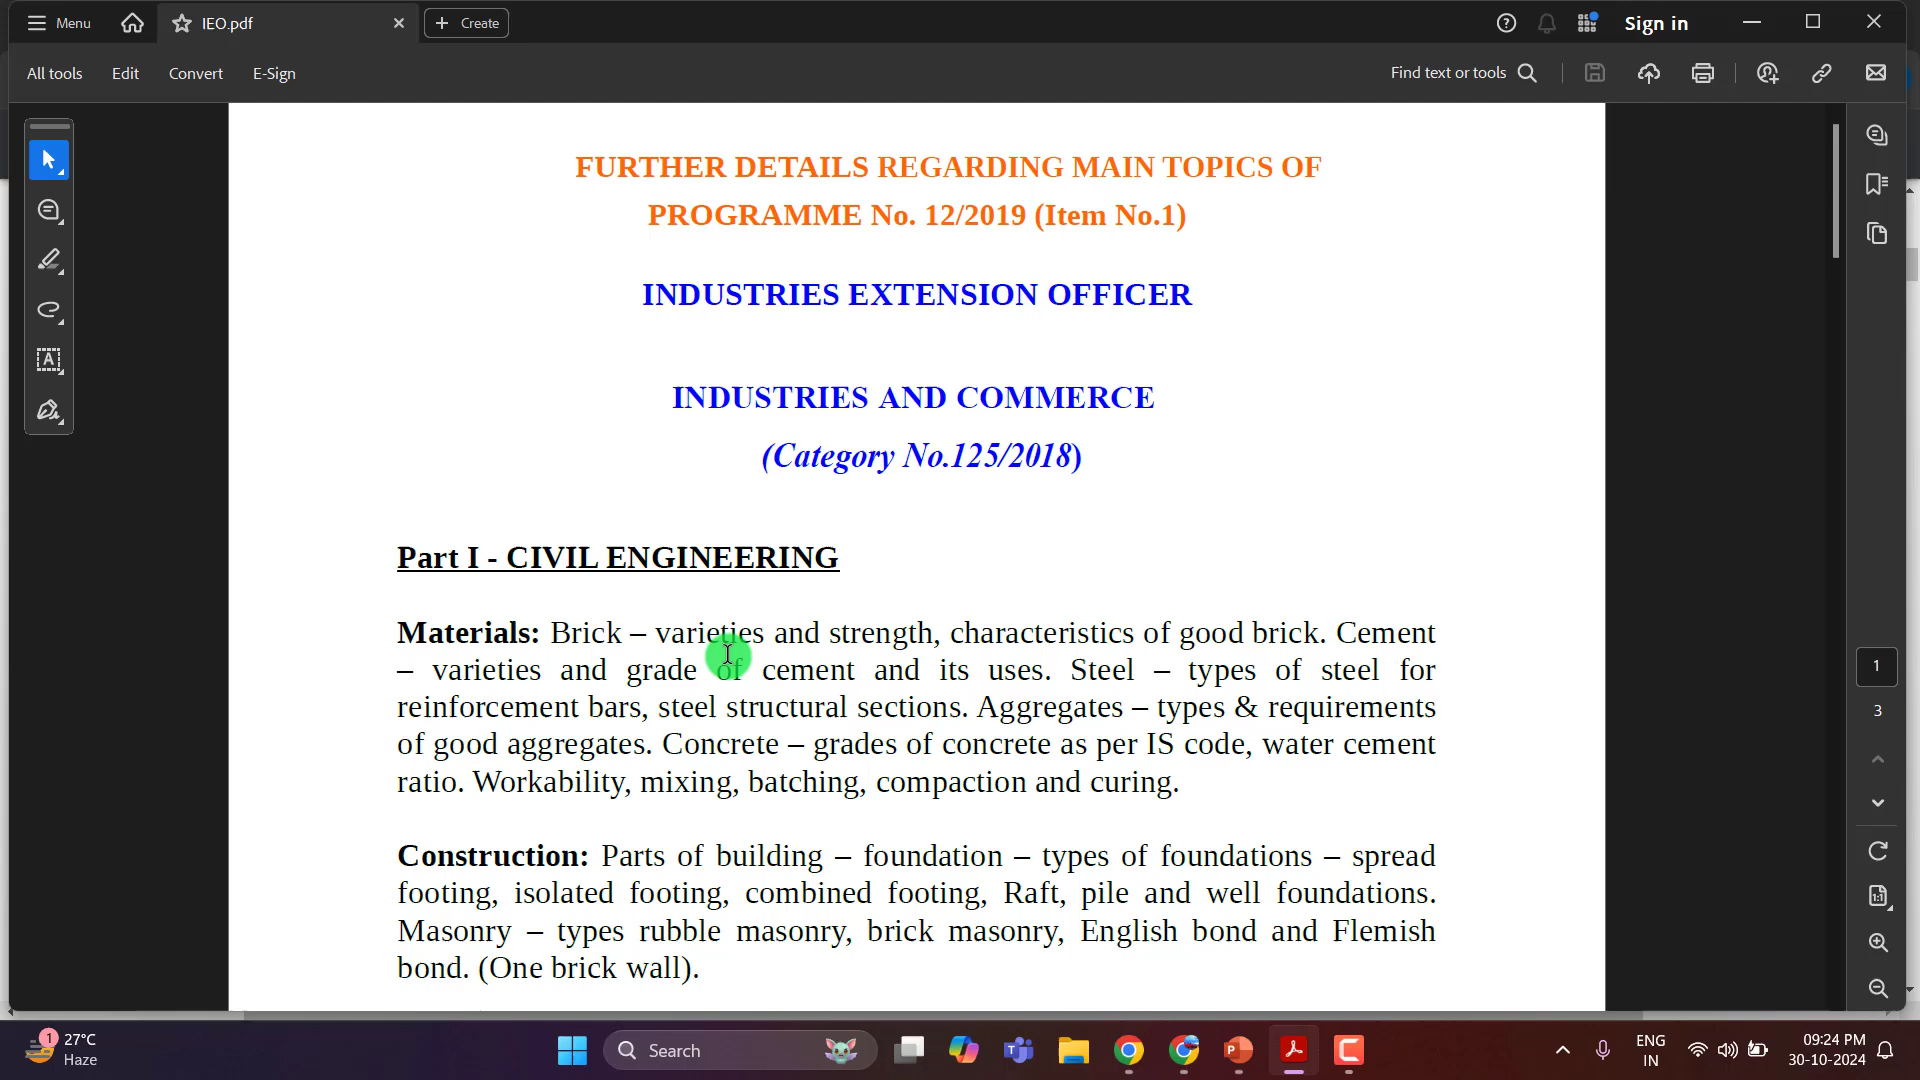 Menu
IEO.pdf
Create
Sign in
All tools
Edit
Convert
E-Sign
Find text or tools
FURTHER DETAILS REGARDING MAIN TOPICS OF
PROGRAMME No. 12/2019 (Item No.1)
INDUSTRIES EXTENSION OFFICER
INDUSTRIES AND COMMERCE
(Category No.125/2018)
Part I - CIVIL ENGINEERING
Materials: Brick – varieties and strength, characteristics of good brick. Cement
– varieties and grade of cement and its uses. Steel – types of steel for
reinforcement bars, steel structural sections. Aggregates – types & requirements
of good aggregates. Concrete – grades of concrete as per IS code, water cement
ratio. Workability, mixing, batching, compaction and curing.
Construction: Parts of building – foundation – types of foundations – spread
footing, isolated footing, combined footing, Raft, pile and well foundations.
Masonry – types rubble masonry, brick masonry, English bond and Flemish
bond. (One brick wall).
1
3
1:1
1
27°C
Haze
Search
ENG
IN
09:24 PM
30-10-2024